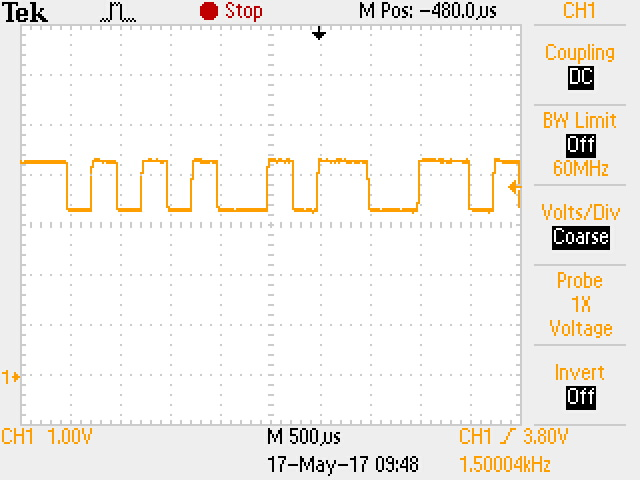 Tek Stop M Pos: -480.0µs CH1
Coupling
DC
BW Limit
Off
60MHz
Volts/Div
Coarse
Probe
1X
Voltage
Invert
Off
1
CH1 1.00V M 500µs CH1 / 3.80V
17-May-17 09:48 1.50004kHz